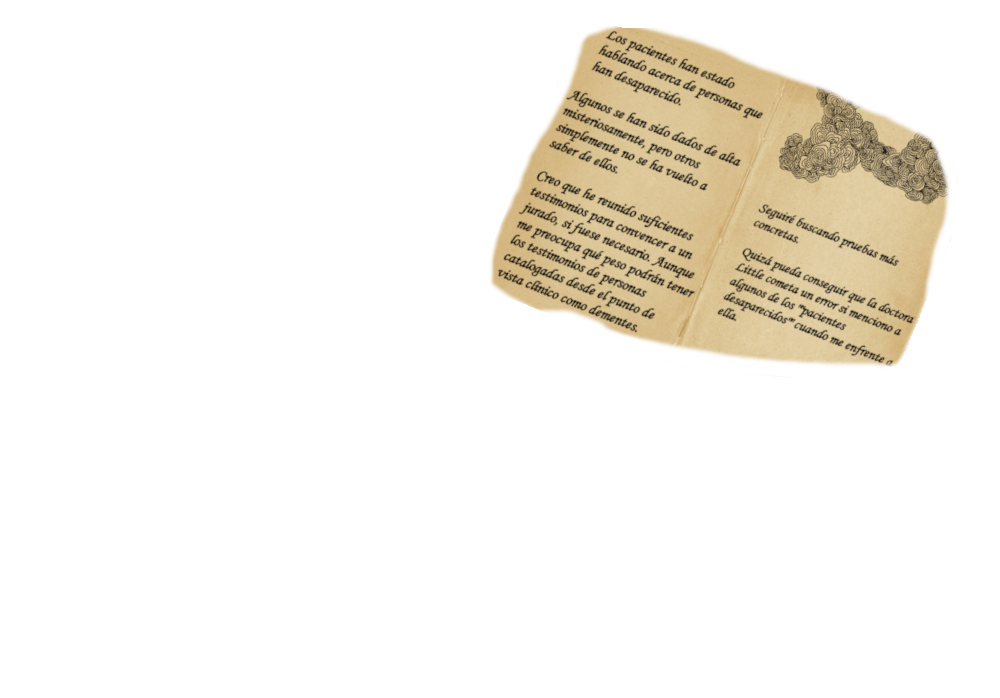 Los pacientes han estado
hablando acerca de personas que
han desaparecido.
Algunos se han sido dados de alta
misteriosamente, pero otros
simplemente no se ha vuelto a
saber de ellos.
Creo que he reunido suficientes
testimonios para convencer a un
jurado, si fuese necesario. Aunque
me preocupa qué peso podrán tener
los testimonios de personas
catalogadas desde el punto de
vista clínico como dementes.
Seguiré buscando pruebas más
concretas.
Quizá pueda conseguir que la doctora
Little cometa un error si menciono a
algunos de los "pacientes
desaparecidos" cuando me enfrente a
ella.